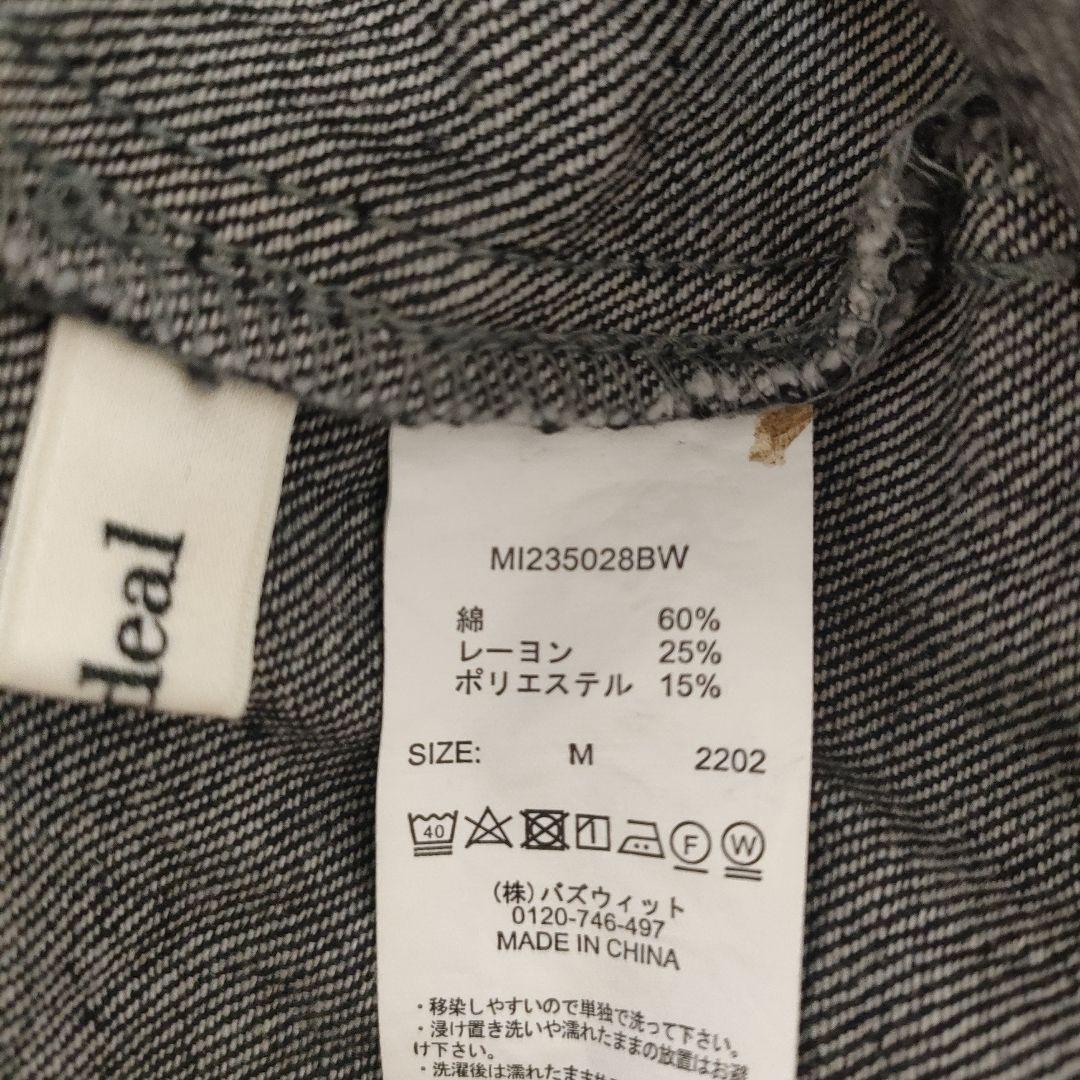 deal
MI235028BW
綿 60%
レーヨン 25%
ポリエステル 15%
SIZE: M 2202
40
F W
(株)バズウィット
0120-746-497
MADE IN CHINA
・移染しやすいので単独で洗って下さい。
・浸け置き洗いや濡れたままの放置はお避
け下さい。
・洗濯後は濡れたまま